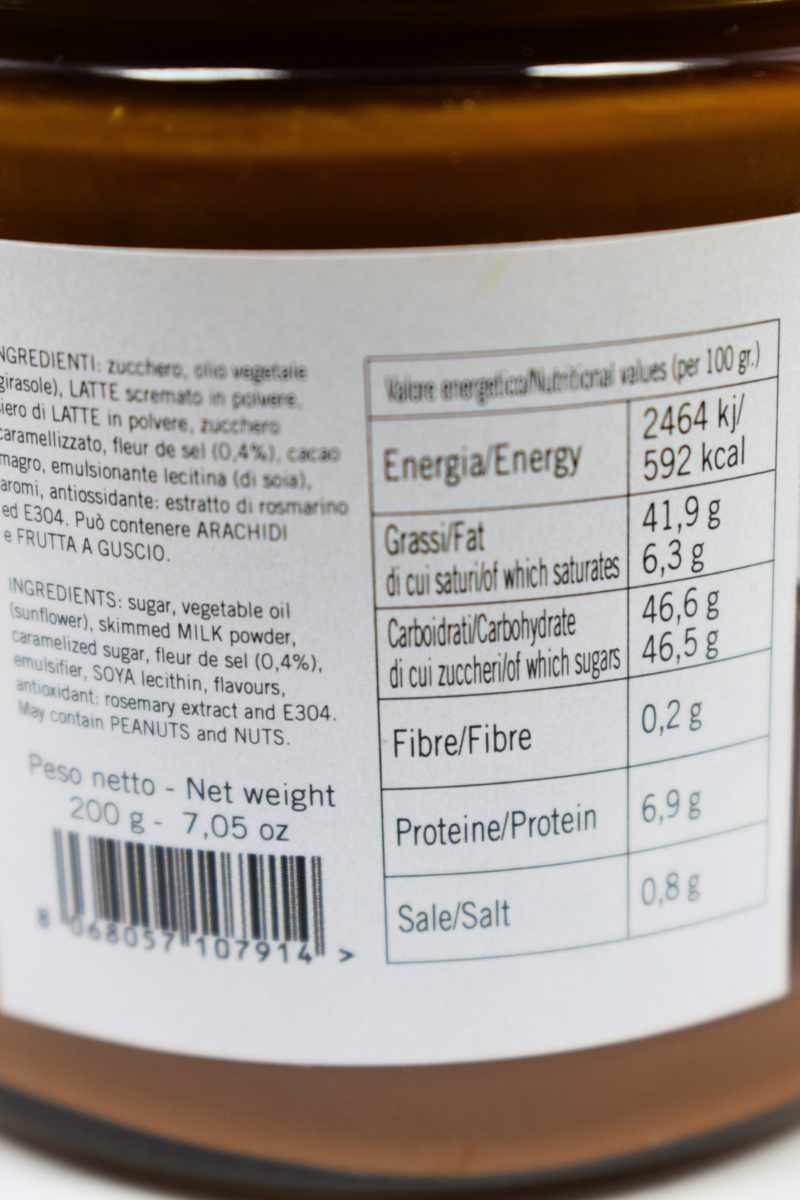 INGREDIENTI: zucchero, olio vegetale
girasole), LATTE scremato in polvere,
siero di LATTE in polvere, zucchero
caramellizzato, fleur de sel (0,4%), cacao
magro, emulsionante lecitina (di soia),
aromi, antiossidante: estratto di rosmarino
ed E304. Può contenere ARACHIDI
e FRUTTA A GUSCIO.
INGREDIENTS: sugar, vegetable oil
(sunflower), skimmed MILK powder,
caramelized sugar, fleur de sel (0,4%),
emulsifier, SOYA lecithin, flavours,
antioxidant: rosemary extract and E304.
May contain PEANUTS and NUTS.
Peso netto - Net weight
200 g - 7,05 oz
8 068057 107914 >
Valore energetico/Nutritional values (per 100 gr.)
Energia/Energy 2464 kj/
592 kcal
Grassi/Fat 41,9 g
di cui saturi/of which saturates 6,3 g
Carboidrati/Carbohydrate 46,6 g
di cui zuccheri/of which sugars 46,5 g
Fibre/Fibre 0,2 g
Proteine/Protein 6,9 g
Sale/Salt 0,8 g